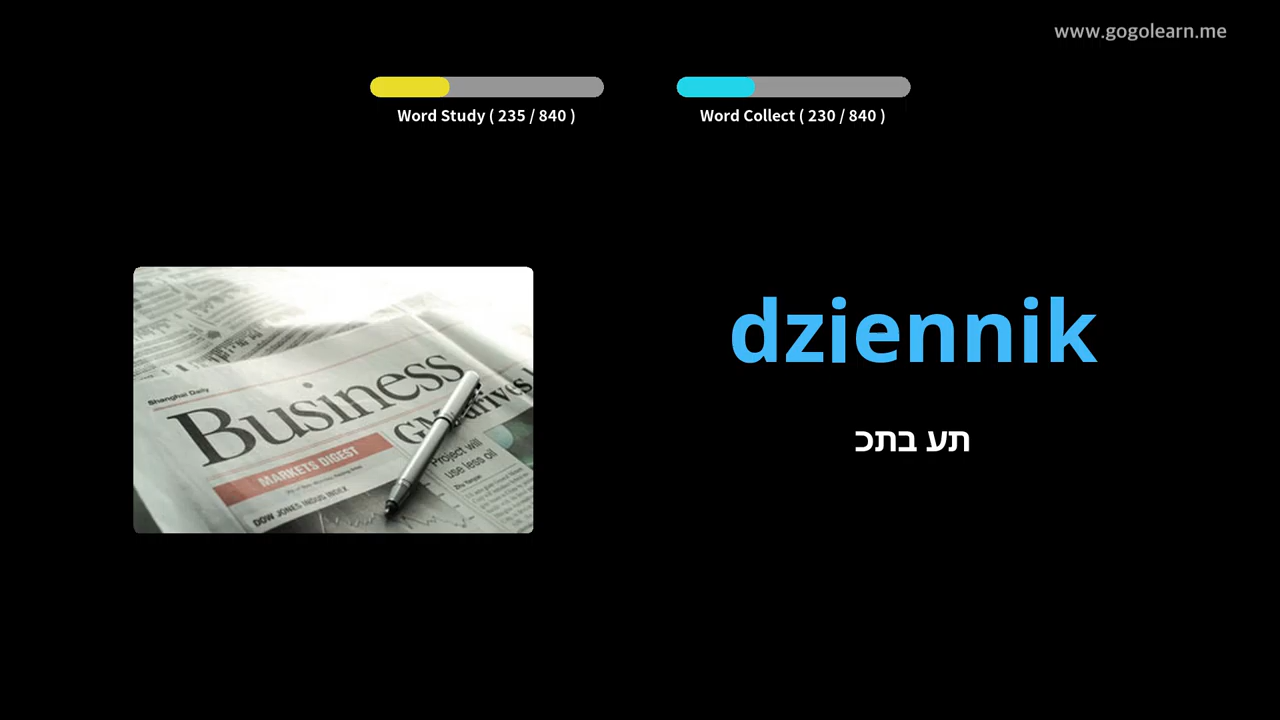 www.gogolearn.me
Word Study ( 235 / 840 )
Word Collect ( 230 / 840 )
Shanghai Daily
Business
MARKETS DIGEST
DOW JONES INDUS INDEX
Project will
use less oil
dziennik
תע בתכ